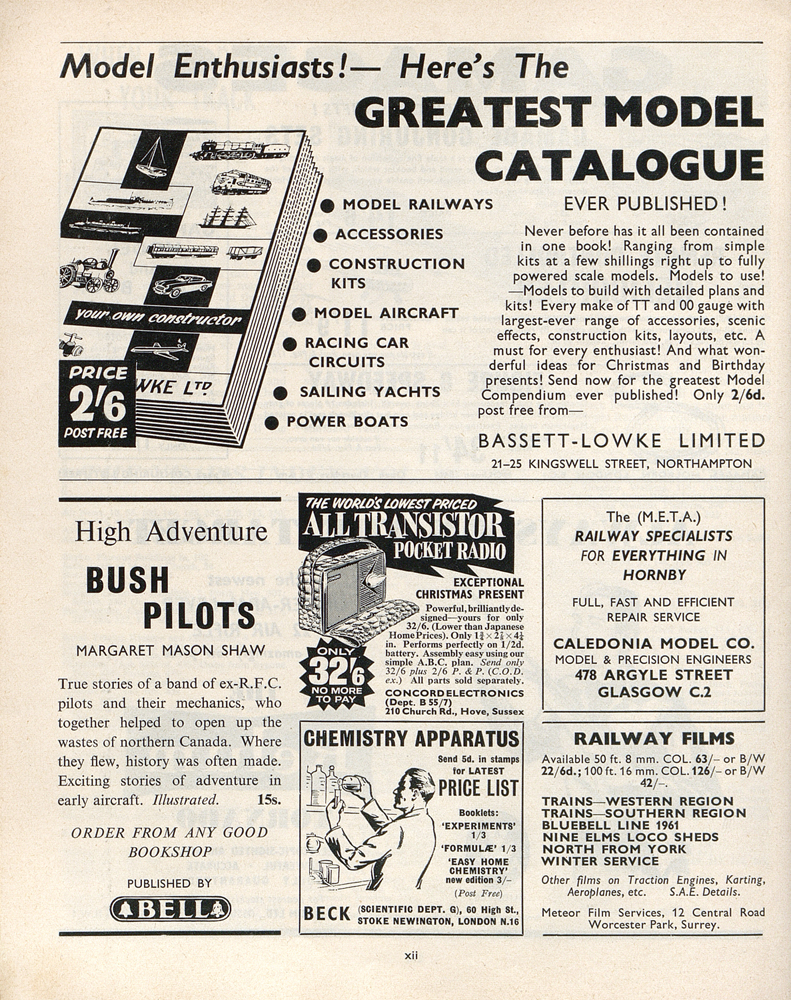 Model Enthusiasts!— Here's The
GREATEST MODEL
CATALOGUE
EVER PUBLISHED!
your own constructor
WKE LTD.
PRICE
2'/6
POST FREE
● MODEL RAILWAYS
● ACCESSORIES
● CONSTRUCTION
KITS
● MODEL AIRCRAFT
● RACING CAR
CIRCUITS
● SAILING YACHTS
● POWER BOATS
Never before has it all been contained
in one book! Ranging from simple
kits at a few shillings right up to fully
powered scale models. Models to use!
—Models to build with detailed plans and
kits! Every make of TT and 00 gauge with
largest-ever range of accessories, scenic
effects, construction kits, layouts, etc. A
must for every enthusiast! And what won-
derful ideas for Christmas and Birthday
presents! Send now for the greatest Model
Compendium ever published! Only 2/6d.
post free from—
BASSETT-LOWKE LIMITED
21-25 KINGSWELL STREET, NORTHAMPTON
High Adventure
BUSH
PILOTS
MARGARET MASON SHAW
True stories of a band of ex-R.F.C.
pilots and their mechanics, who
together helped to open up the
wastes of northern Canada. Where
they flew, history was often made.
Exciting stories of adventure in
early aircraft. Illustrated. 15s.
ORDER FROM ANY GOOD
BOOKSHOP
PUBLISHED BY
BELL
THE WORLD'S LOWEST PRICED
ALL TRANSISTOR
POCKET RADIO
EXCEPTIONAL
CHRISTMAS PRESENT
Powerful, brilliantly de-
signed—yours for only
32/6. (Lower than Japanese
Home Prices). Only 1¾ × 2⅞ × 4¼
in. Performs perfectly on 1/2d.
battery. Assembly easy using our
simple A.B.C. plan. Send only
32/6 plus 2/6 P. & P. (C.O.D.
ex.) All parts sold separately.
CONCORD ELECTRONICS
(Dept. B 55/7)
210 Church Rd., Hove, Sussex
ONLY
32'/6
NO MORE
TO PAY
CHEMISTRY APPARATUS
Send 5d. in stamps
for LATEST
PRICE LIST
Booklets:
'EXPERIMENTS'
1/3
'FORMULÆ' 1/3
'EASY HOME
CHEMISTRY'
new edition 3/-
(Post Free)
BECK (SCIENTIFIC DEPT. G), 60 High St.,
STOKE NEWINGTON, LONDON N.16
The (M.E.T.A.)
RAILWAY SPECIALISTS
FOR EVERYTHING IN
HORNBY
FULL, FAST AND EFFICIENT
REPAIR SERVICE
CALEDONIA MODEL CO.
MODEL & PRECISION ENGINEERS
478 ARGYLE STREET
GLASGOW C.2
RAILWAY FILMS
Available 50 ft. 8 mm. COL. 63/- or B/W
22/6d.; 100 ft. 16 mm. COL. 126/- or B/W
42/-.
TRAINS—WESTERN REGION
TRAINS—SOUTHERN REGION
BLUEBELL LINE 1961
NINE ELMS LOCO SHEDS
NORTH FROM YORK
WINTER SERVICE
Other films on Traction Engines, Karting,
Aeroplanes, etc. S.A.E. Details.
Meteor Film Services, 12 Central Road
Worcester Park, Surrey.
xii